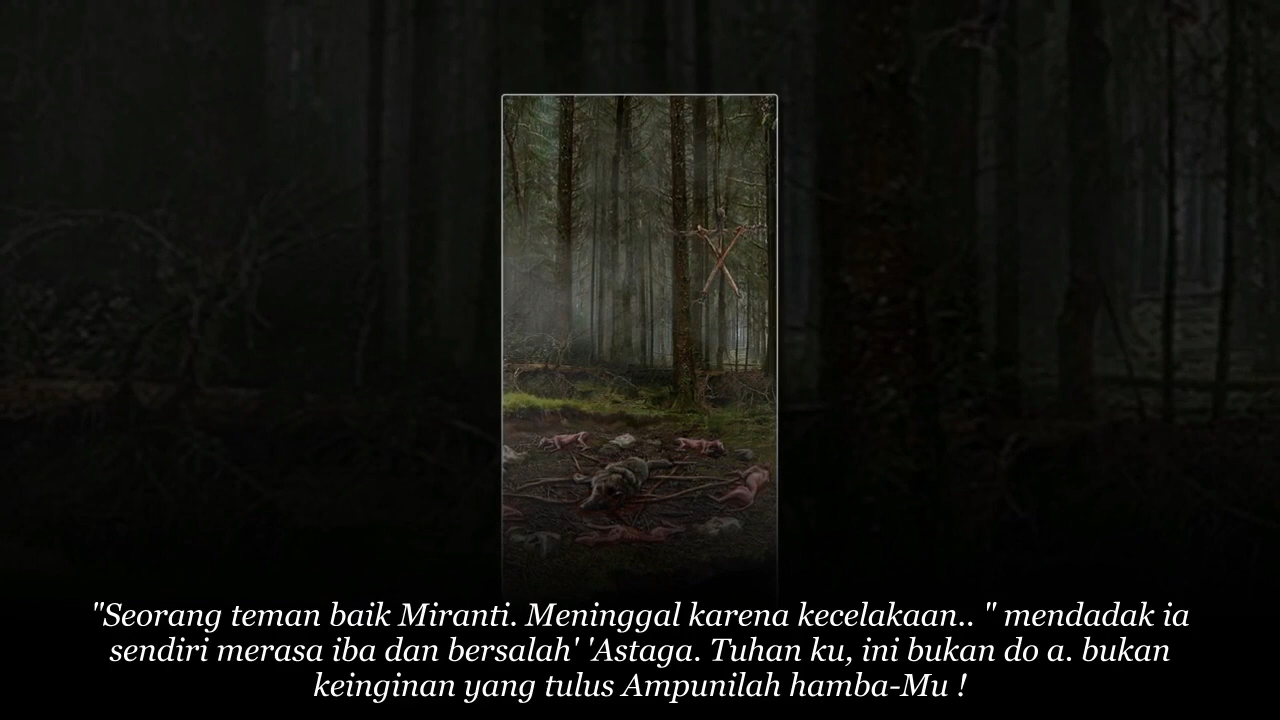 "Seorang teman baik Miranti. Meninggal karena kecelakaan.. " mendadak ia
sendiri merasa iba dan bersalah' 'Astaga. Tuhan ku, ini bukan do a. bukan
keinginan yang tulus Ampunilah hamba-Mu !